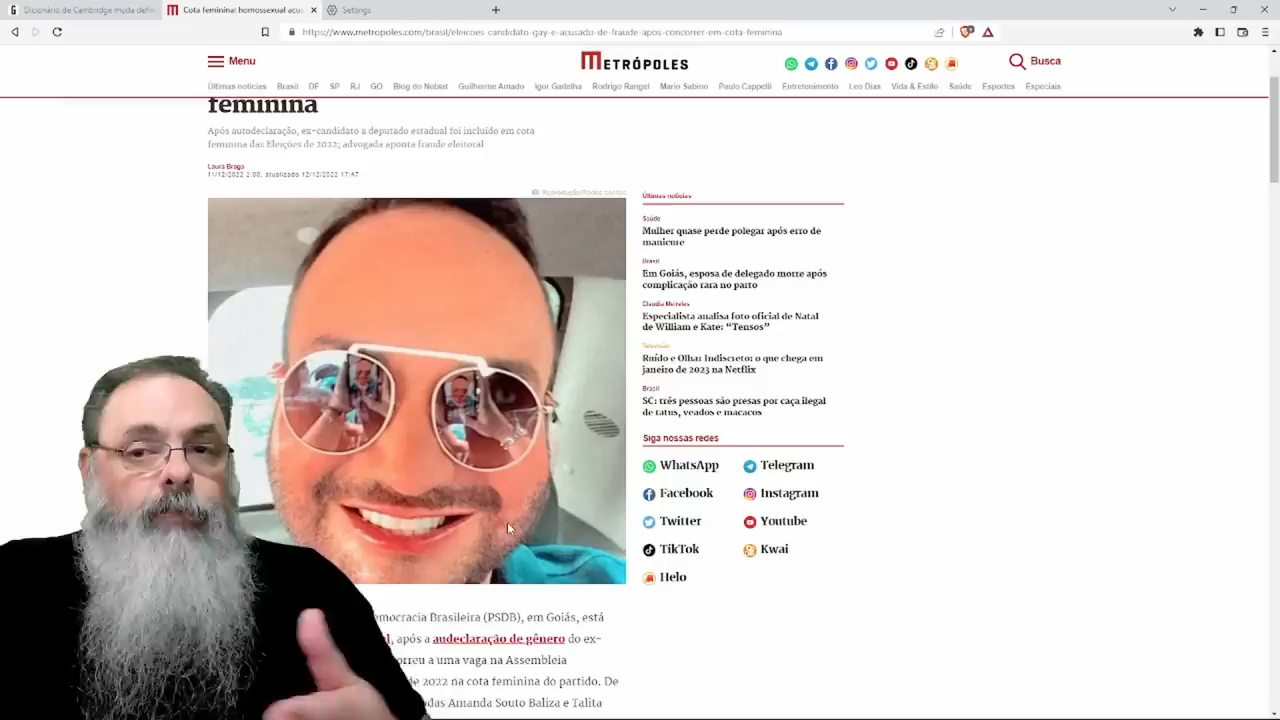 Dicionário de Cambridge muda defin
Cota feminina: homossexual acus
Settings
https://www.metropoles.com/brasil/eleicoes-candidato-gay-e-acusado-de-fraude-apos-concorrer-em-cota-feminina
Menu
METRÓPOLES
Busca
Últimas notícias Brasil DF SP RJ GO Blog do Noblat Guilherme Amado Igor Gadelha Rodrigo Rangel Mario Sabino Paulo Cappelli Entretenimento Leo Dias Vida & Estilo Saúde Esportes Especiais
feminina
Após autodeclaração, ex-candidato a deputado estadual foi incluído em cota
feminina das Eleições de 2022; advogada aponta fraude eleitoral
Laura Braga
11/12/2022 2:00, atualizado 12/12/2022 17:47
Reprodução/Redes sociais
Últimas notícias
Saúde
Mulher quase perde polegar após erro de
manicure
Brasil
Em Goiás, esposa de delegado morre após
complicação rara no parto
Claudia Meireles
Especialista analisa foto oficial de Natal
de William e Kate: “Tensos”
Televisão
Ruído e Olhar Indiscreto: o que chega em
janeiro de 2023 na Netflix
Brasil
SC: três pessoas são presas por caça ilegal
de tatus, veados e macacos
Siga nossas redes
WhatsApp Telegram
Facebook Instagram
Twitter Youtube
TikTok Kwai
Helo
emocracia Brasileira (PSDB), em Goiás, está
l, após a audeclaração de gênero do ex-
orreu a uma vaga na Assembleia
de 2022 na cota feminina do partido. De
das Amanda Souto Baliza e Talita